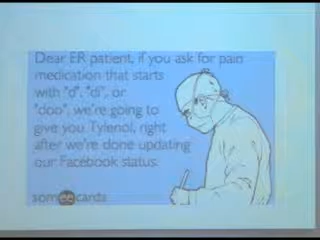 Dear ER patient, if you ask for pain
medication that starts
with "d", "di", or
"doo", we're going to
give you Tylenol, right
after we're done updating
our Facebook status.
someecards